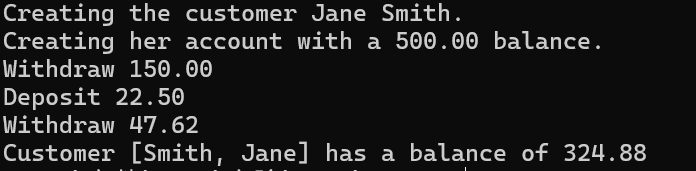 Creating the customer Jane Smith.
Creating her account with a 500.00 balance.
Withdraw 150.00
Deposit 22.50
Withdraw 47.62
Customer [Smith, Jane] has a balance of 324.88